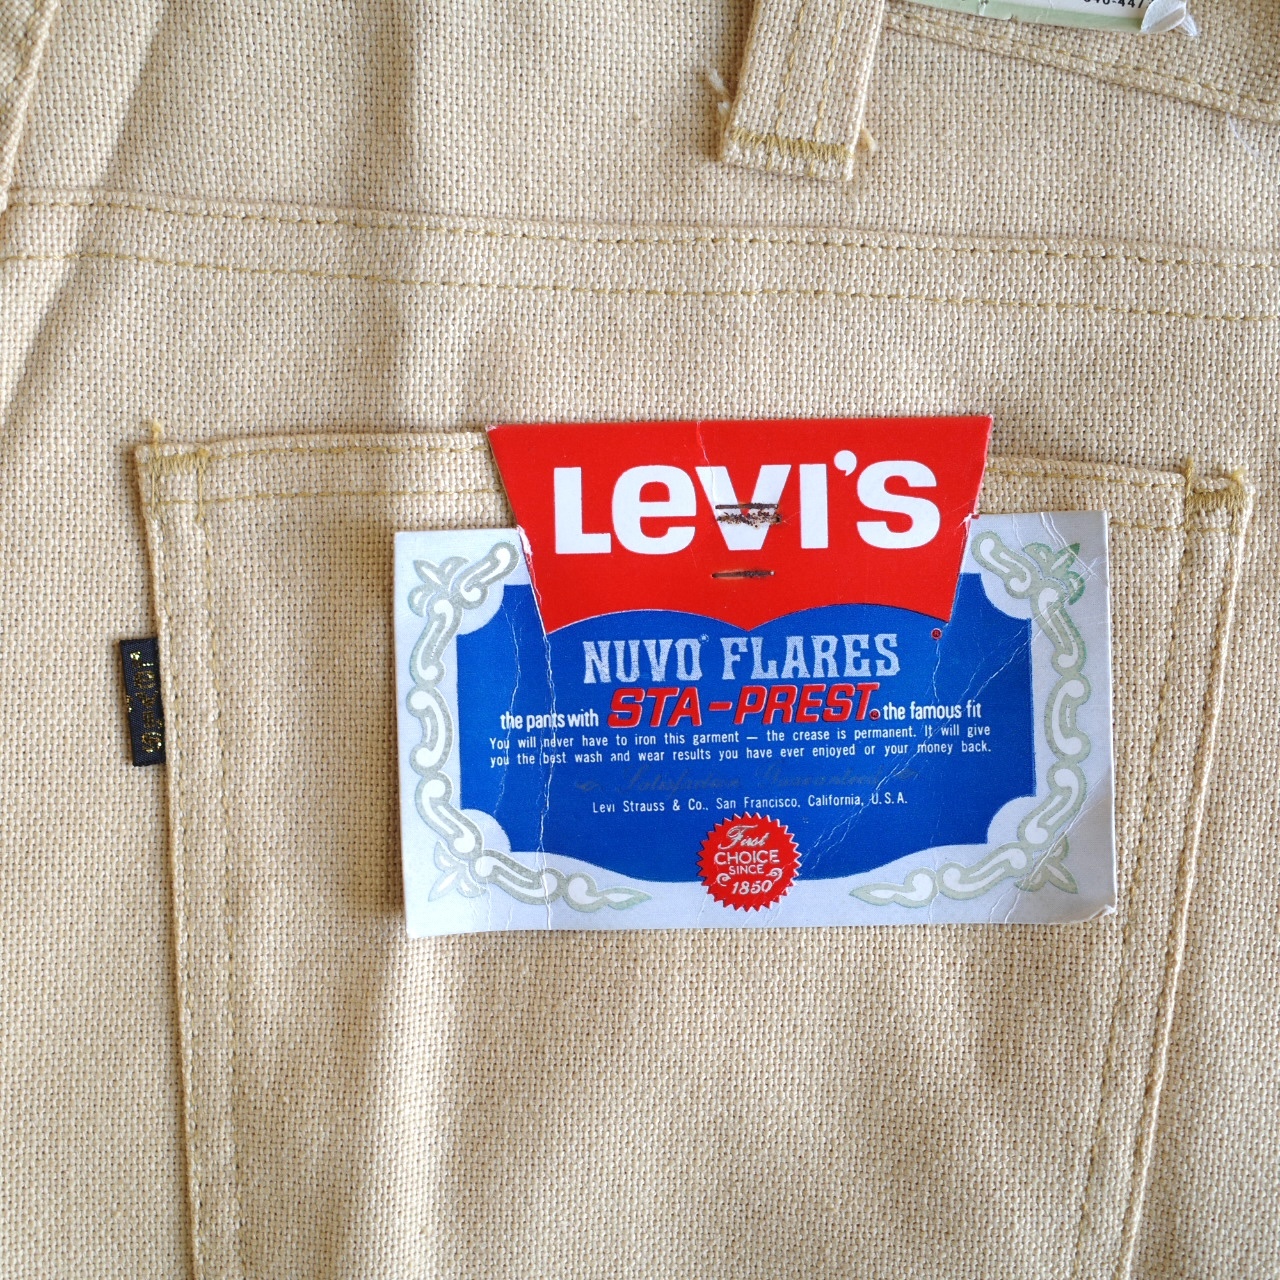 LEVI'S
NUVO* FLARES
the pants with STA-PREST® the famous fit
You will never have to iron this garment — the crease is permanent. It will give
you the best wash and wear results you have ever enjoyed or your money back.
Satisfaction Guaranteed
Levi Strauss & Co., San Francisco, California, U.S.A.
First
CHOICE
SINCE
1850